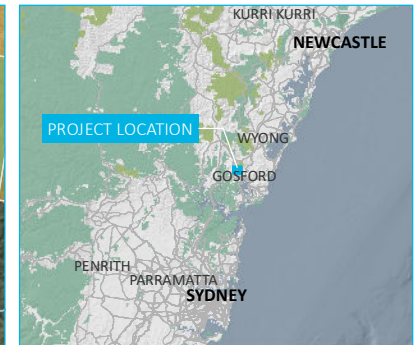 KURRI KURRI
NEWCASTLE
PROJECT LOCATION
WYONG
GOSFORD
PENRITH
PARRAMATTA
SYDNEY